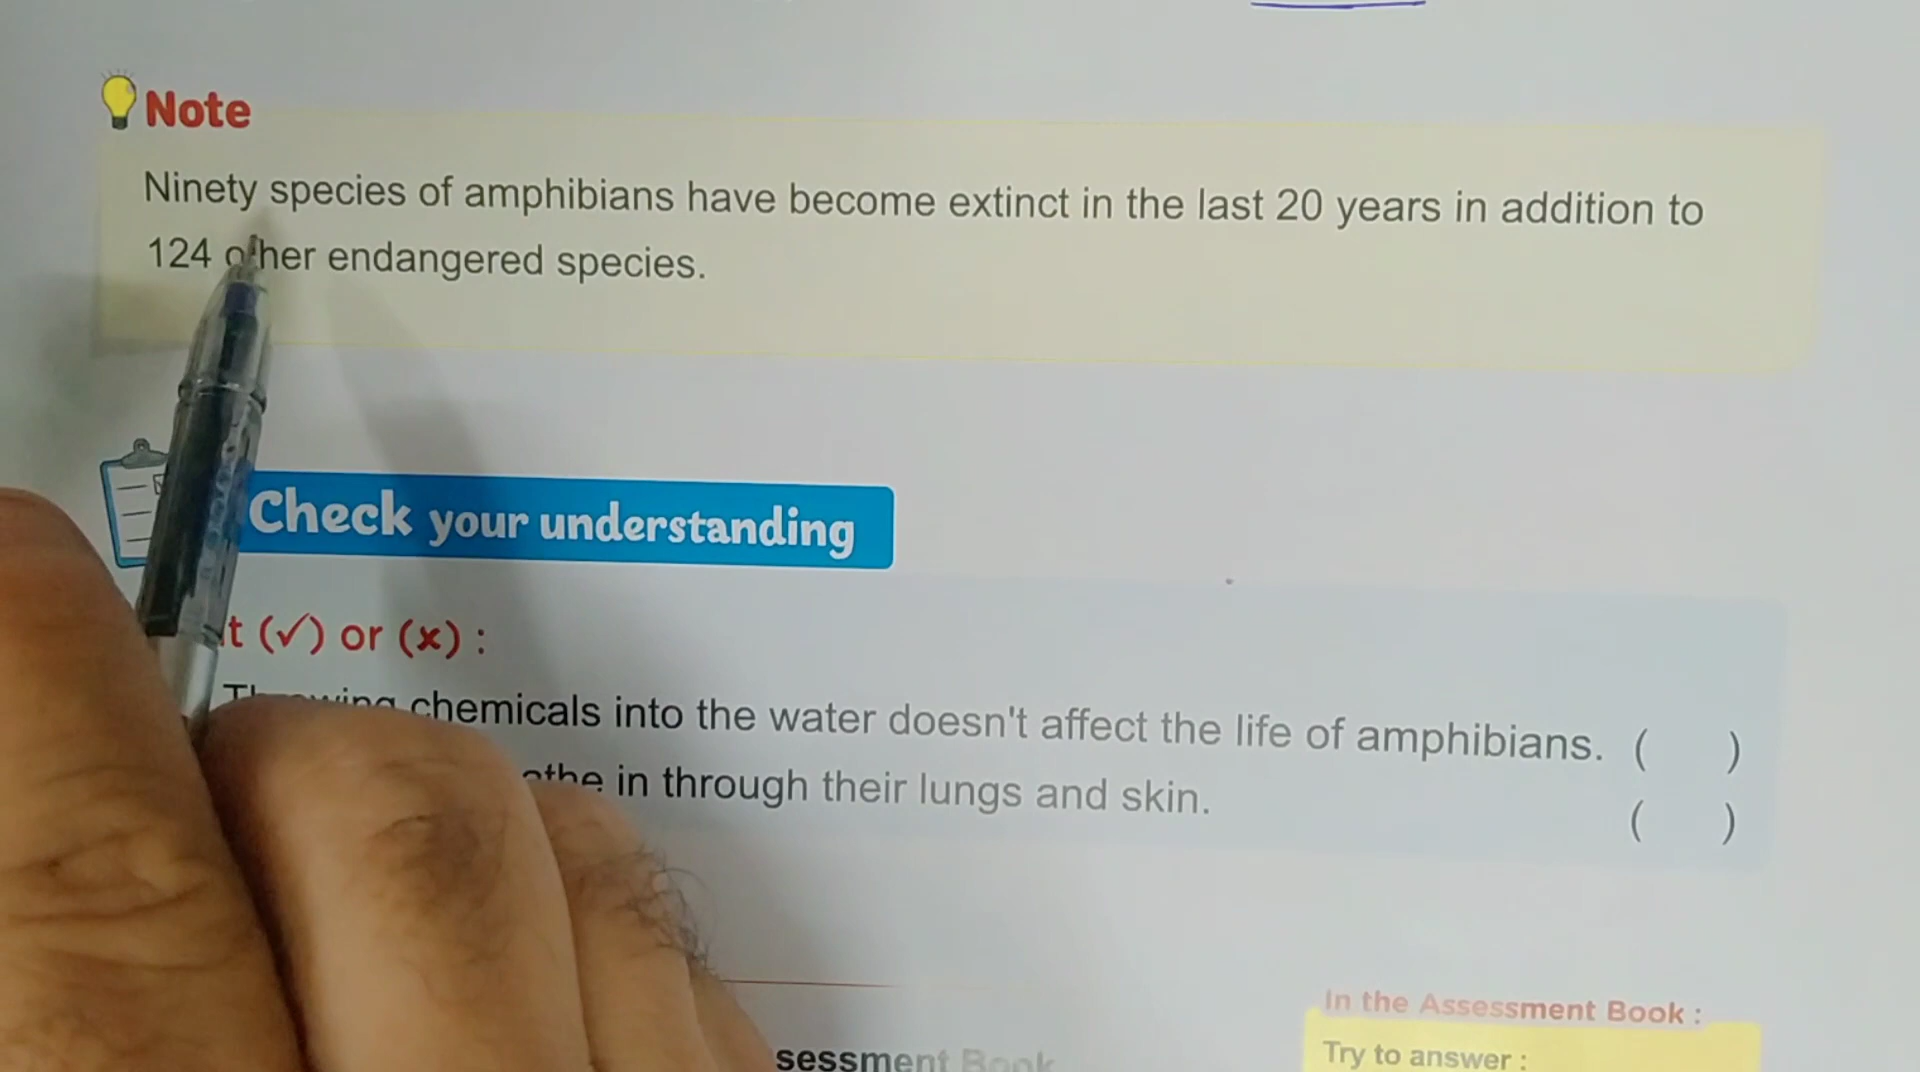 Note
Ninety species of amphibians have become extinct in the last 20 years in addition to
124 other endangered species.
Check your understanding
(✓) or (x) :
chemicals into the water doesn't affect the life of amphibians. ( )
in through their lungs and skin. ( )
In the Assessment Book :
Book
Try to answer :